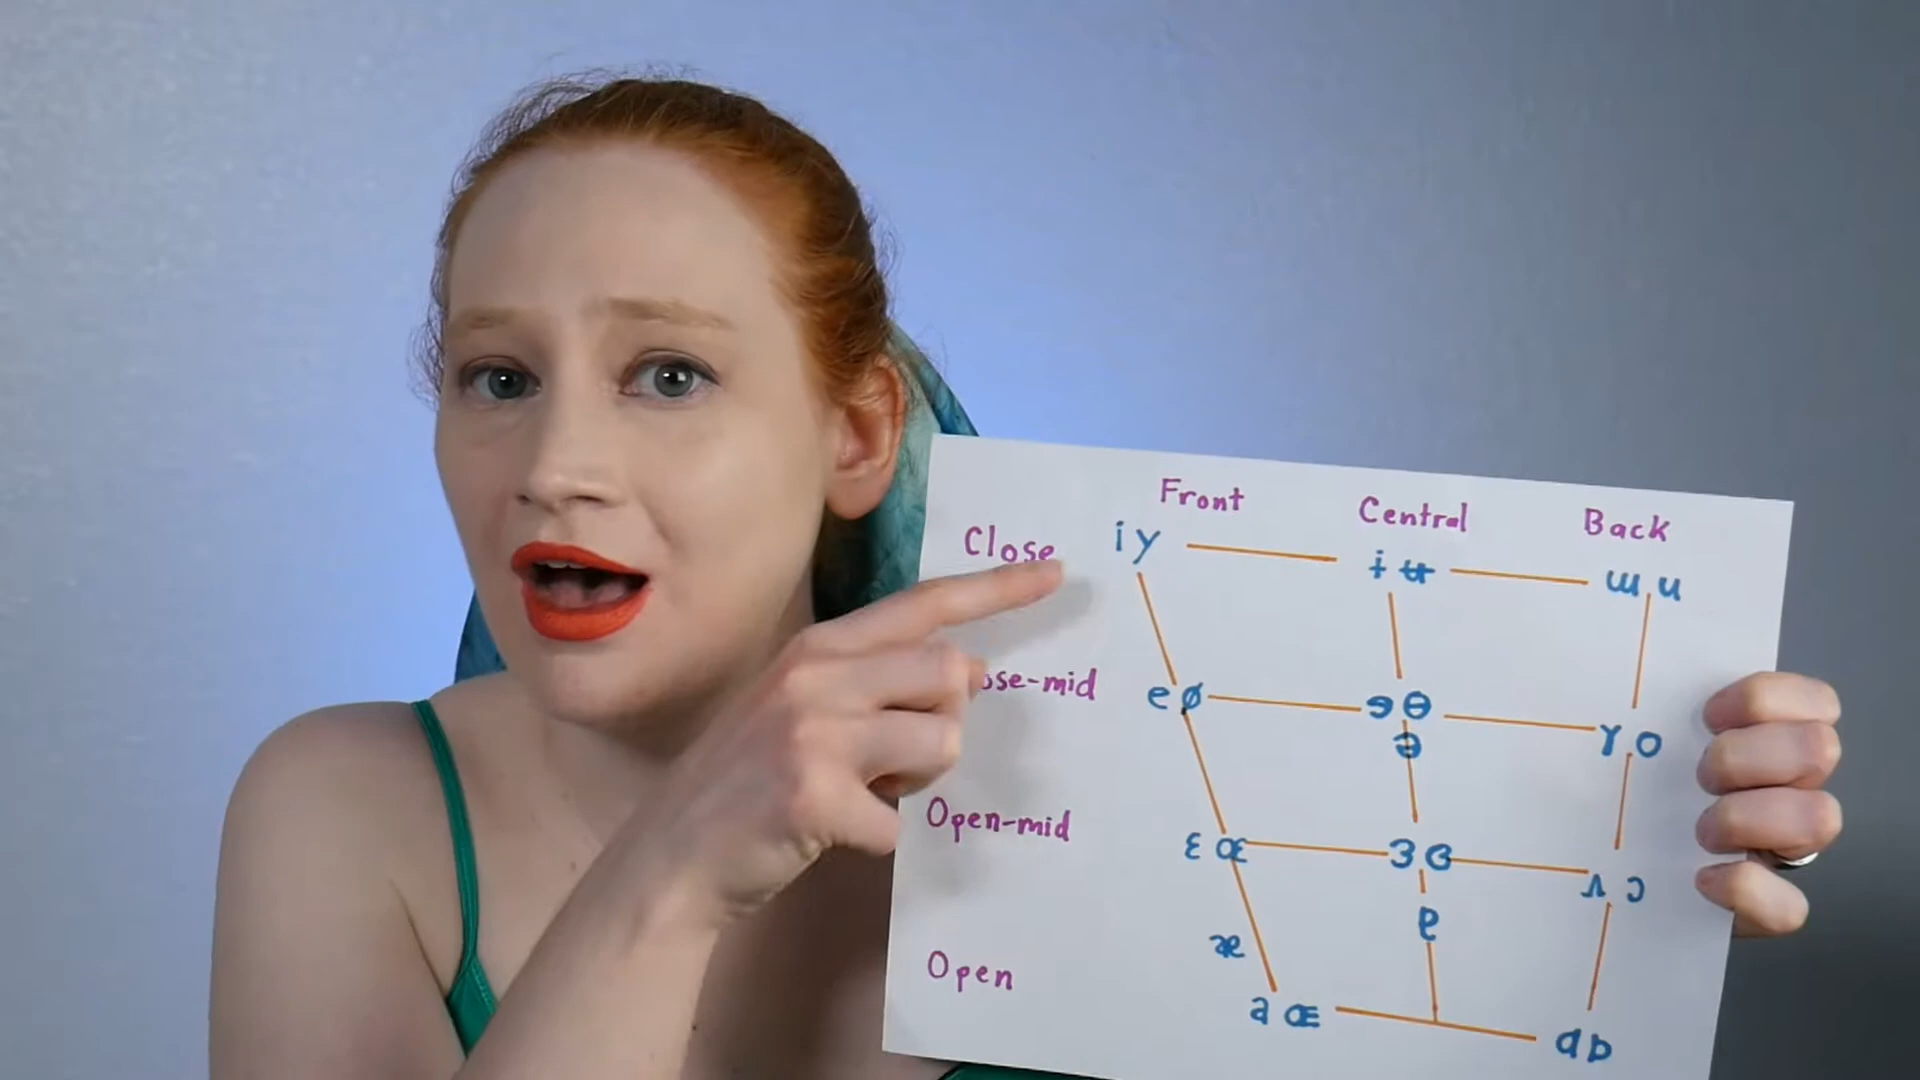 Front Central Back
Close i y ɨ ʉ ɯ u
ose-mid e ø ɘ ɵ ɤ o
ə
Open-mid ɛ œ ɜ ɞ ʌ ɔ
ɐ
æ
Open a ɶ ɑ ɒ